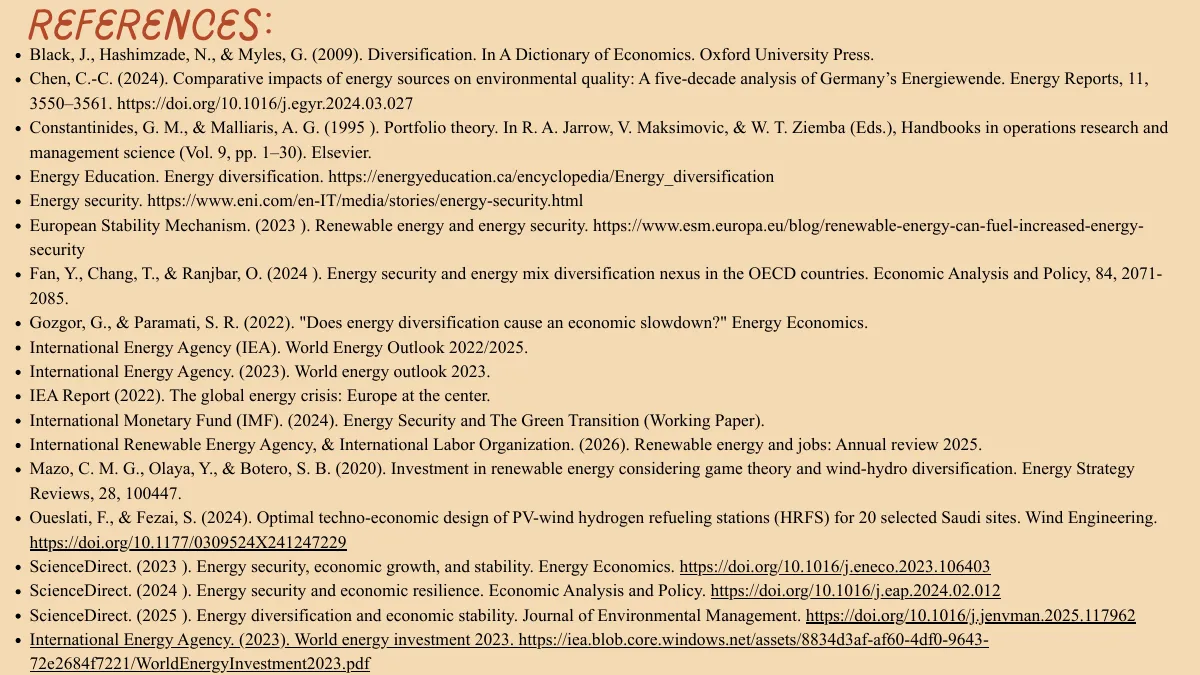 REFERENCES:
• Black, J., Hashimzade, N., & Myles, G. (2009). Diversification. In A Dictionary of Economics. Oxford University Press.
• Chen, C.-C. (2024). Comparative impacts of energy sources on environmental quality: A five-decade analysis of Germany’s Energiewende. Energy Reports, 11,
3550–3561. https://doi.org/10.1016/j.egyr.2024.03.027
• Constantinides, G. M., & Malliaris, A. G. (1995 ). Portfolio theory. In R. A. Jarrow, V. Maksimovic, & W. T. Ziemba (Eds.), Handbooks in operations research and
management science (Vol. 9, pp. 1–30). Elsevier.
• Energy Education. Energy diversification. https://energyeducation.ca/encyclopedia/Energy_diversification
• Energy security. https://www.eni.com/en-IT/media/stories/energy-security.html
• European Stability Mechanism. (2023 ). Renewable energy and energy security. https://www.esm.europa.eu/blog/renewable-energy-can-fuel-increased-energy-
security
• Fan, Y., Chang, T., & Ranjbar, O. (2024 ). Energy security and energy mix diversification nexus in the OECD countries. Economic Analysis and Policy, 84, 2071-
2085.
• Gozgor, G., & Paramati, S. R. (2022). "Does energy diversification cause an economic slowdown?" Energy Economics.
• International Energy Agency (IEA). World Energy Outlook 2022/2025.
• International Energy Agency. (2023). World energy outlook 2023.
• IEA Report (2022). The global energy crisis: Europe at the center.
• International Monetary Fund (IMF). (2024). Energy Security and The Green Transition (Working Paper).
• International Renewable Energy Agency, & International Labor Organization. (2026). Renewable energy and jobs: Annual review 2025.
• Mazo, C. M. G., Olaya, Y., & Botero, S. B. (2020). Investment in renewable energy considering game theory and wind-hydro diversification. Energy Strategy
Reviews, 28, 100447.
• Oueslati, F., & Fezai, S. (2024). Optimal techno-economic design of PV-wind hydrogen refueling stations (HRFS) for 20 selected Saudi sites. Wind Engineering.
https://doi.org/10.1177/0309524X241247229
• ScienceDirect. (2023 ). Energy security, economic growth, and stability. Energy Economics. https://doi.org/10.1016/j.eneco.2023.106403
• ScienceDirect. (2024 ). Energy security and economic resilience. Economic Analysis and Policy. https://doi.org/10.1016/j.eap.2024.02.012
• ScienceDirect. (2025 ). Energy diversification and economic stability. Journal of Environmental Management. https://doi.org/10.1016/j.jenvman.2025.117962
• International Energy Agency. (2023). World energy investment 2023. https://iea.blob.core.windows.net/assets/8834d3af-af60-4df0-9643-
72e2684f7221/WorldEnergyInvestment2023.pdf